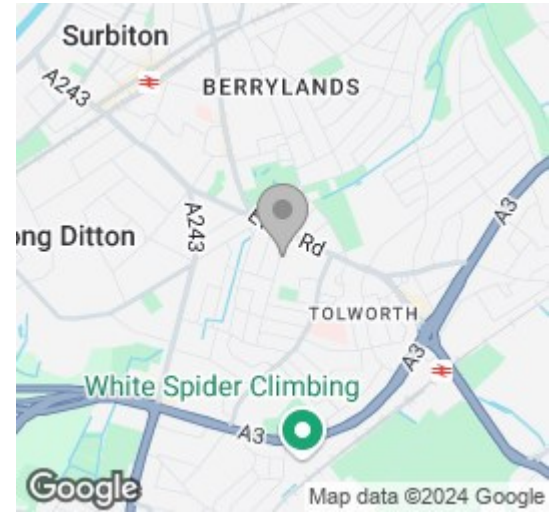 Surbiton
A243
BERRYLANDS
ong Ditton
A243
Rd
A3
TOLWORTH
A3
White Spider Climbing
A3
Google
Map data ©2024 Google